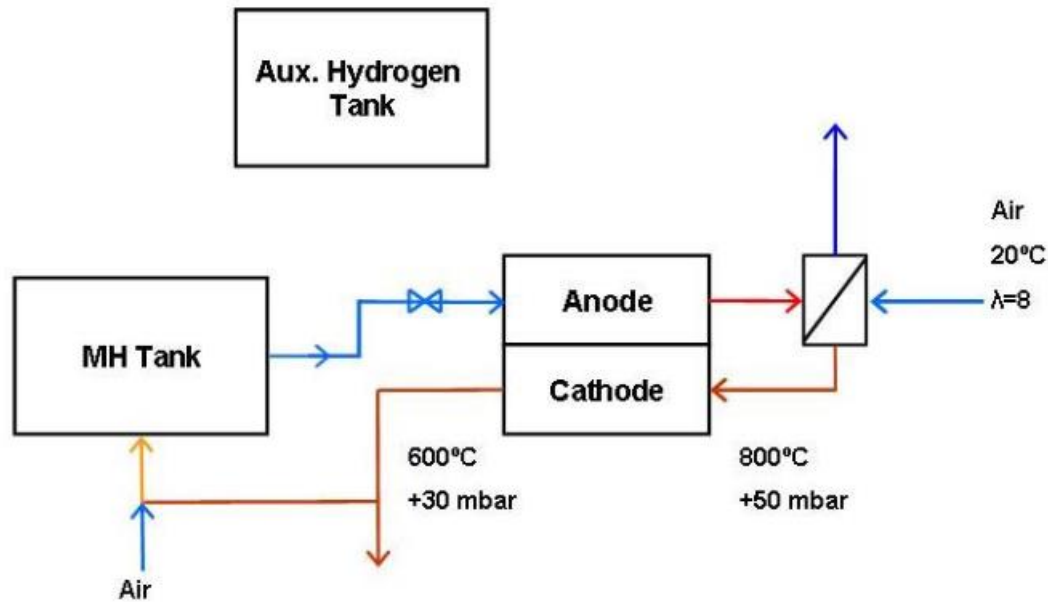 Aux. Hydrogen
Tank
Air
20ºC
λ=8
MH Tank
Anode
Cathode
600ºC
+30 mbar
800ºC
+50 mbar
Air